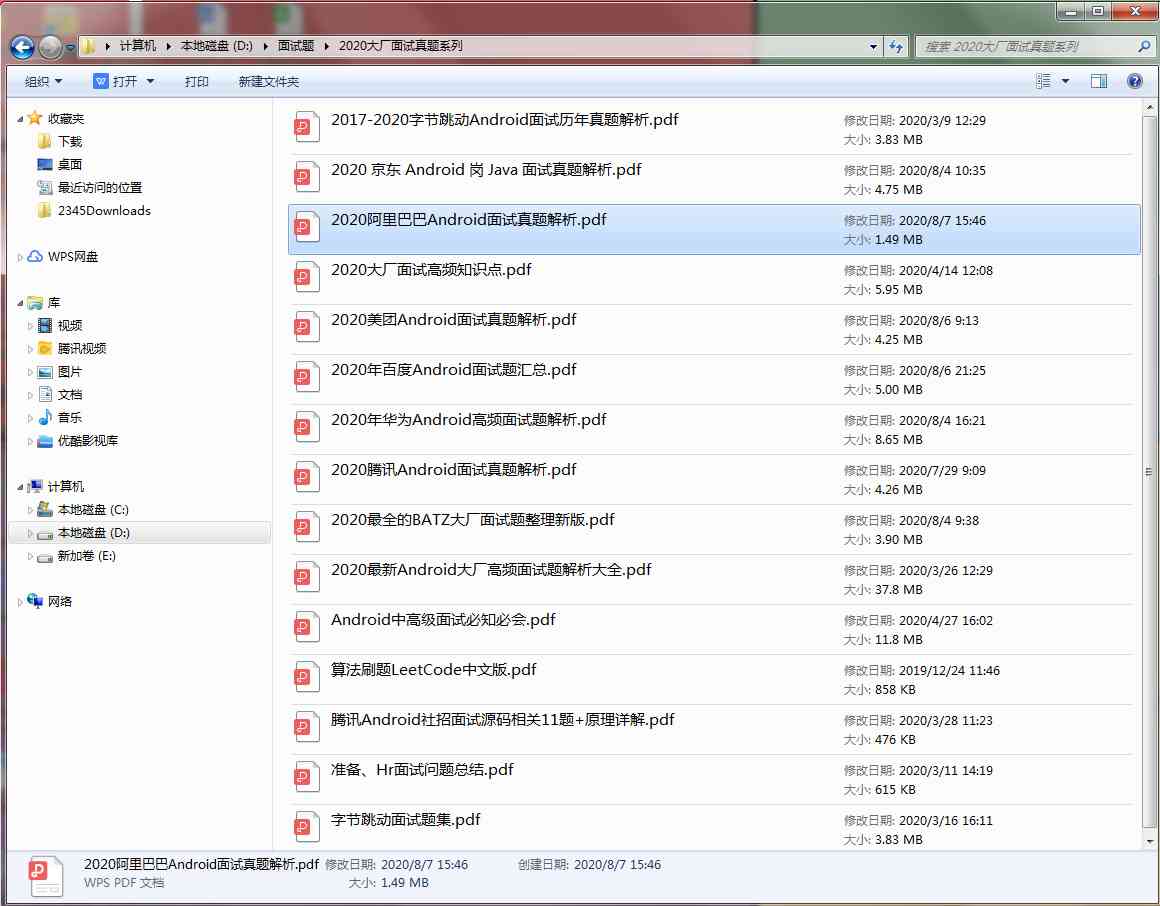 计算机 本地磁盘 (D:) 面试题 2020大厂面试真题系列
搜索 2020大厂面试真题系列
组织 打开 打印 新建文件夹
收藏夹
下载
桌面
最近访问的位置
2345Downloads
WPS网盘
库
视频
腾讯视频
图片
文档
音乐
优酷影视库
计算机
本地磁盘 (C:)
本地磁盘 (D:)
新加卷 (E:)
网络
2017-2020字节跳动Android面试历年真题解析.pdf 修改日期: 2020/3/9 12:29
大小: 3.83 MB
2020 京东 Android 岗 Java 面试真题解析.pdf 修改日期: 2020/8/4 10:35
大小: 4.75 MB
2020阿里巴巴Android面试真题解析.pdf 修改日期: 2020/8/7 15:46
大小: 1.49 MB
2020大厂面试高频知识点.pdf 修改日期: 2020/4/14 12:08
大小: 5.95 MB
2020美团Android面试真题解析.pdf 修改日期: 2020/8/6 9:13
大小: 4.25 MB
2020年百度Android面试题汇总.pdf 修改日期: 2020/8/6 21:25
大小: 5.00 MB
2020年华为Android高频面试题解析.pdf 修改日期: 2020/8/4 16:21
大小: 8.65 MB
2020腾讯Android面试真题解析.pdf 修改日期: 2020/7/29 9:09
大小: 4.26 MB
2020最全的BATZ大厂面试题整理新版.pdf 修改日期: 2020/8/4 9:38
大小: 3.90 MB
2020最新Android大厂高频面试题解析大全.pdf 修改日期: 2020/3/26 12:29
大小: 37.8 MB
Android中高级面试必知必会.pdf 修改日期: 2020/4/27 16:02
大小: 11.8 MB
算法刷题LeetCode中文版.pdf 修改日期: 2019/12/24 11:46
大小: 858 KB
腾讯Android社招面试源码相关11题+原理详解.pdf 修改日期: 2020/3/28 11:23
大小: 476 KB
准备、Hr面试问题总结.pdf 修改日期: 2020/3/11 14:19
大小: 615 KB
字节跳动面试题集.pdf 修改日期: 2020/3/16 16:11
大小: 3.83 MB
2020阿里巴巴Android面试真题解析.pdf 修改日期: 2020/8/7 15:46 创建日期: 2020/8/7 15:46
WPS PDF 文档 大小: 1.49 MB